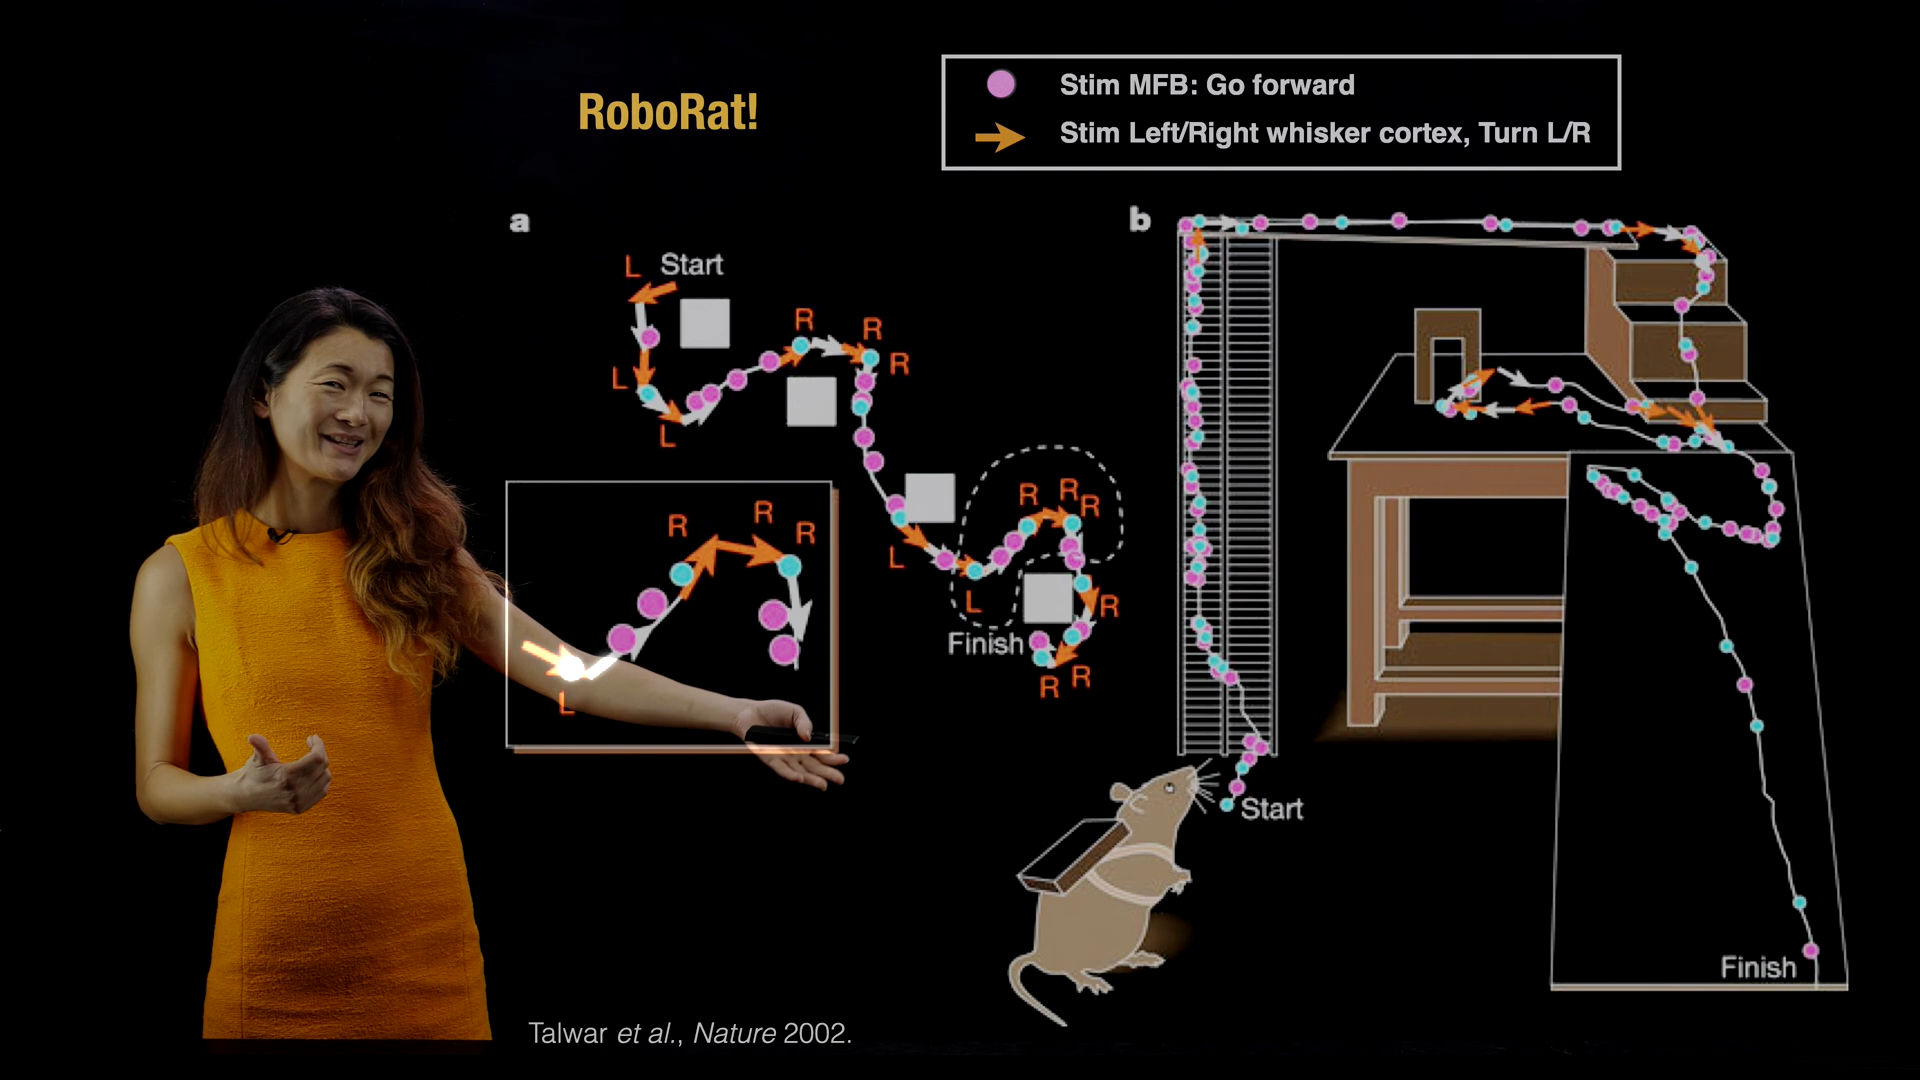 RoboRat!
Stim MFB: Go forward
Stim Left/Right whisker cortex, Turn L/R
a
b
L Start
L
L
R
R
R
L
L
R
R
R
R
R
R
Finish
R
R
R
L
Start
Finish
Talwar et al., Nature 2002.